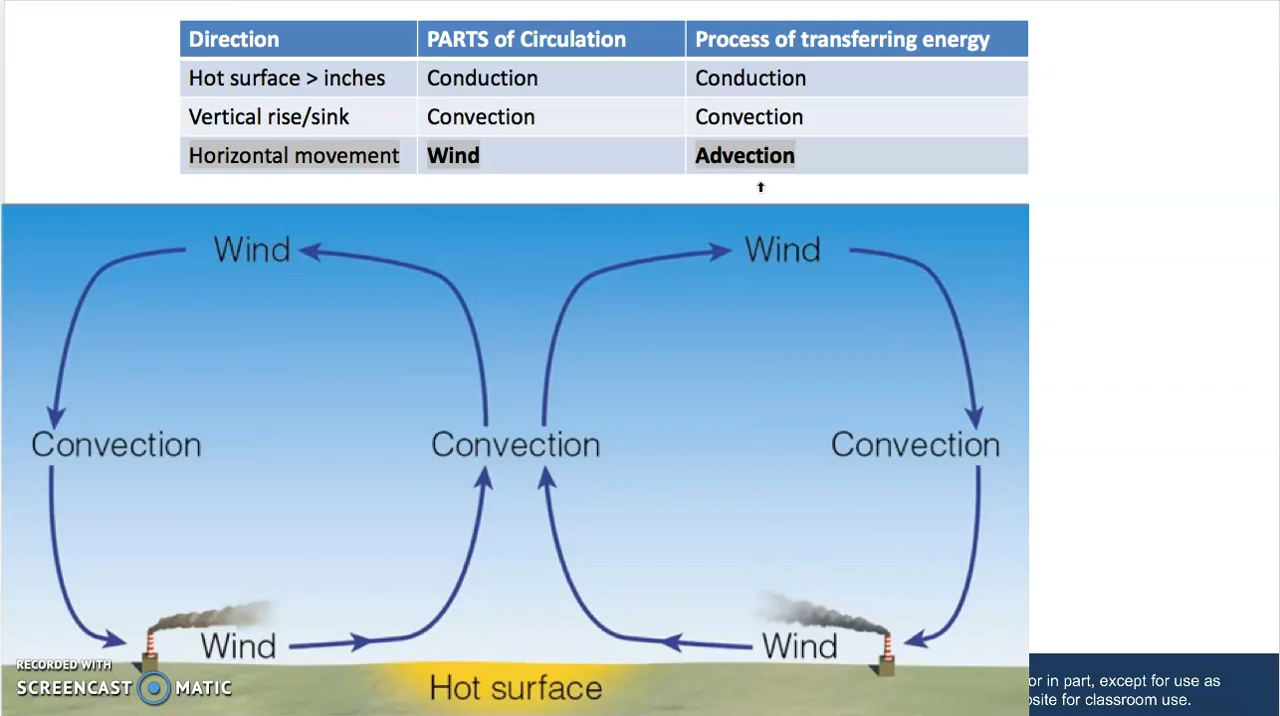 Direction PARTS of Circulation Process of transferring energy
Hot surface > inches Conduction Conduction
Vertical rise/sink Convection Convection
Horizontal movement Wind Advection
Wind Wind
Convection Convection Convection
Wind Wind
Hot surface
RECORDED WITH
SCREENCAST MATIC
or in part, except for use as
site for classroom use.